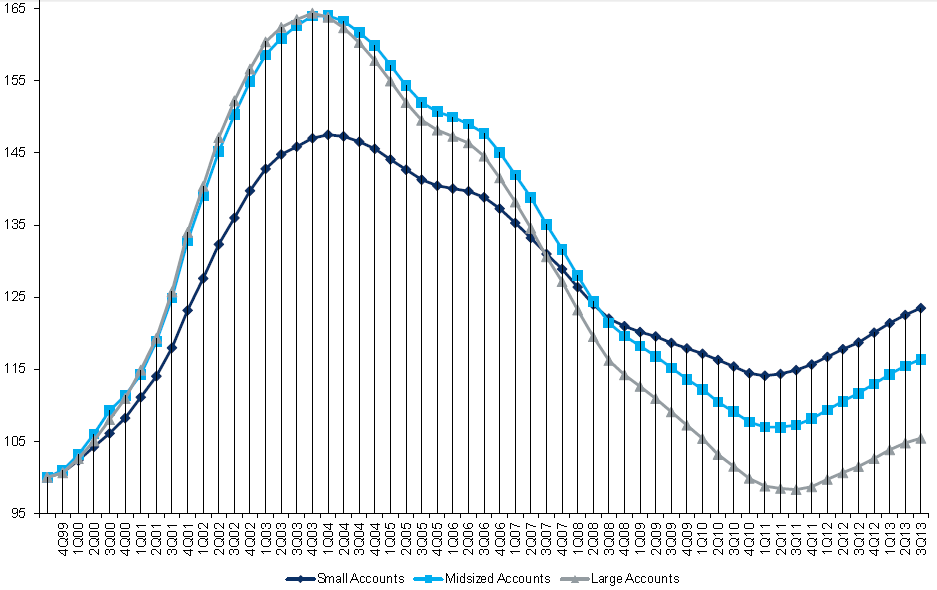 165
155
145
135
125
115
105
95
4Q99
1Q00
2Q00
3Q00
4Q00
1Q01
2Q01
3Q01
4Q01
1Q02
2Q02
3Q02
4Q02
1Q03
2Q03
3Q03
4Q03
1Q04
2Q04
3Q04
4Q04
1Q05
2Q05
3Q05
4Q05
1Q06
2Q06
3Q06
4Q06
1Q07
2Q07
3Q07
4Q07
1Q08
2Q08
3Q08
4Q08
1Q09
2Q09
3Q09
4Q09
1Q10
2Q10
3Q10
4Q10
1Q11
2Q11
3Q11
4Q11
1Q12
2Q12
3Q12
4Q12
1Q13
2Q13
3Q13
Small Accounts Midsized Accounts Large Accounts